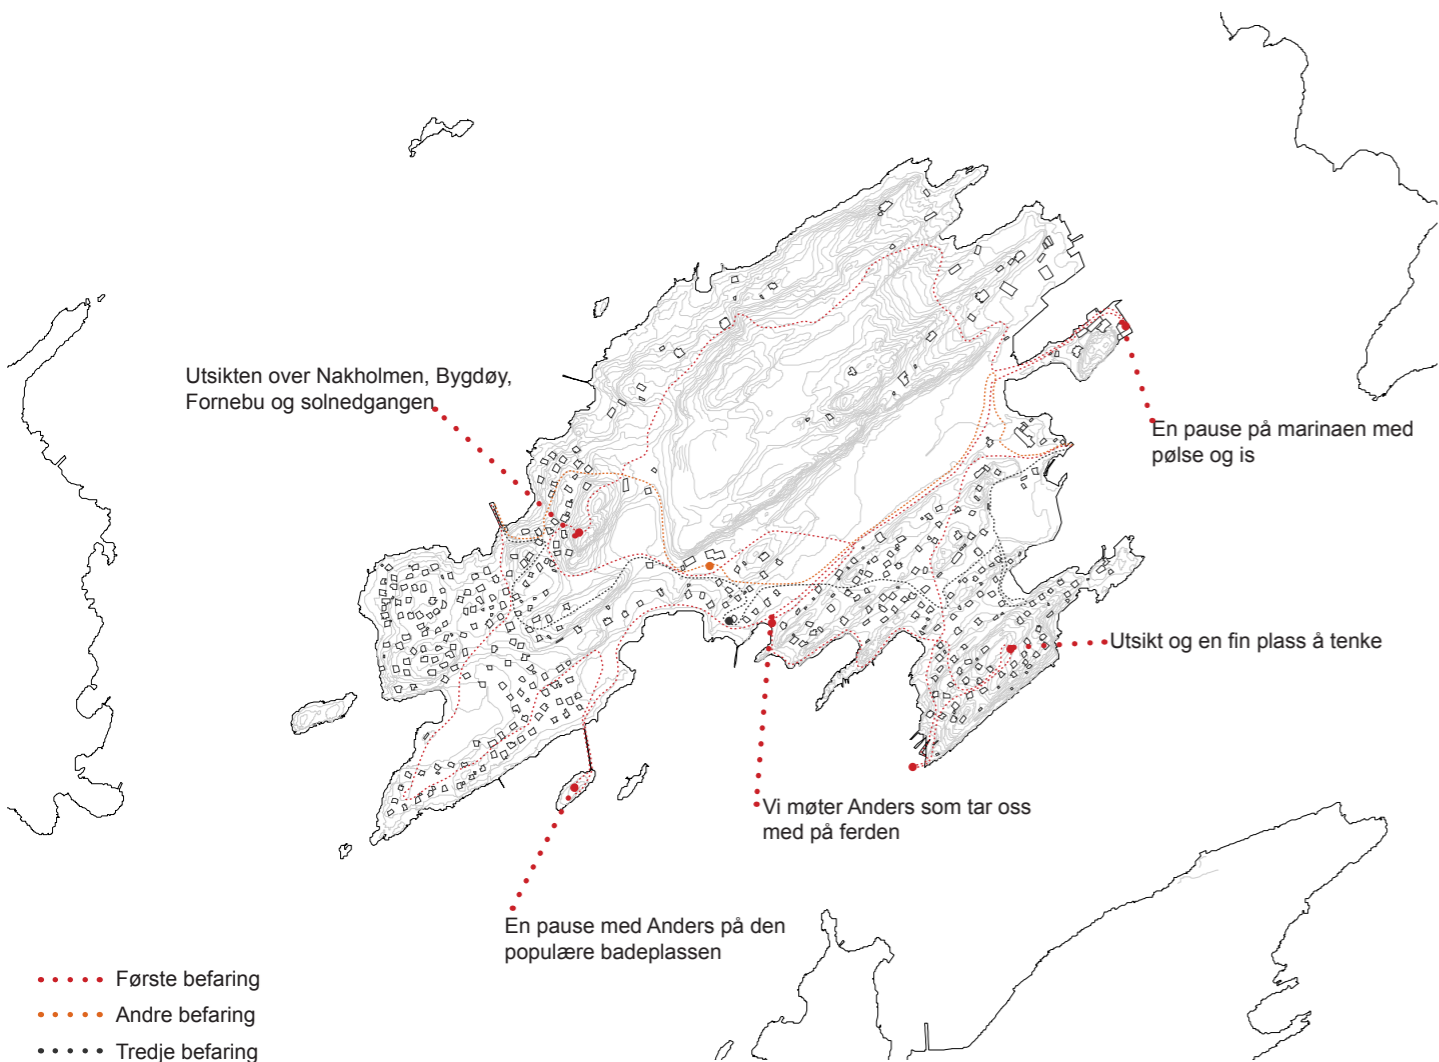 Utsikten over Nakholmen, Bygdøy,
Fornebu og solnedgangen
En pause på marinaen med
pølse og is
Utsikt og en fin plass å tenke
Vi møter Anders som tar oss
med på ferden
En pause med Anders på den
populære badeplassen
Første befaring
Andre befaring
Tredje befaring